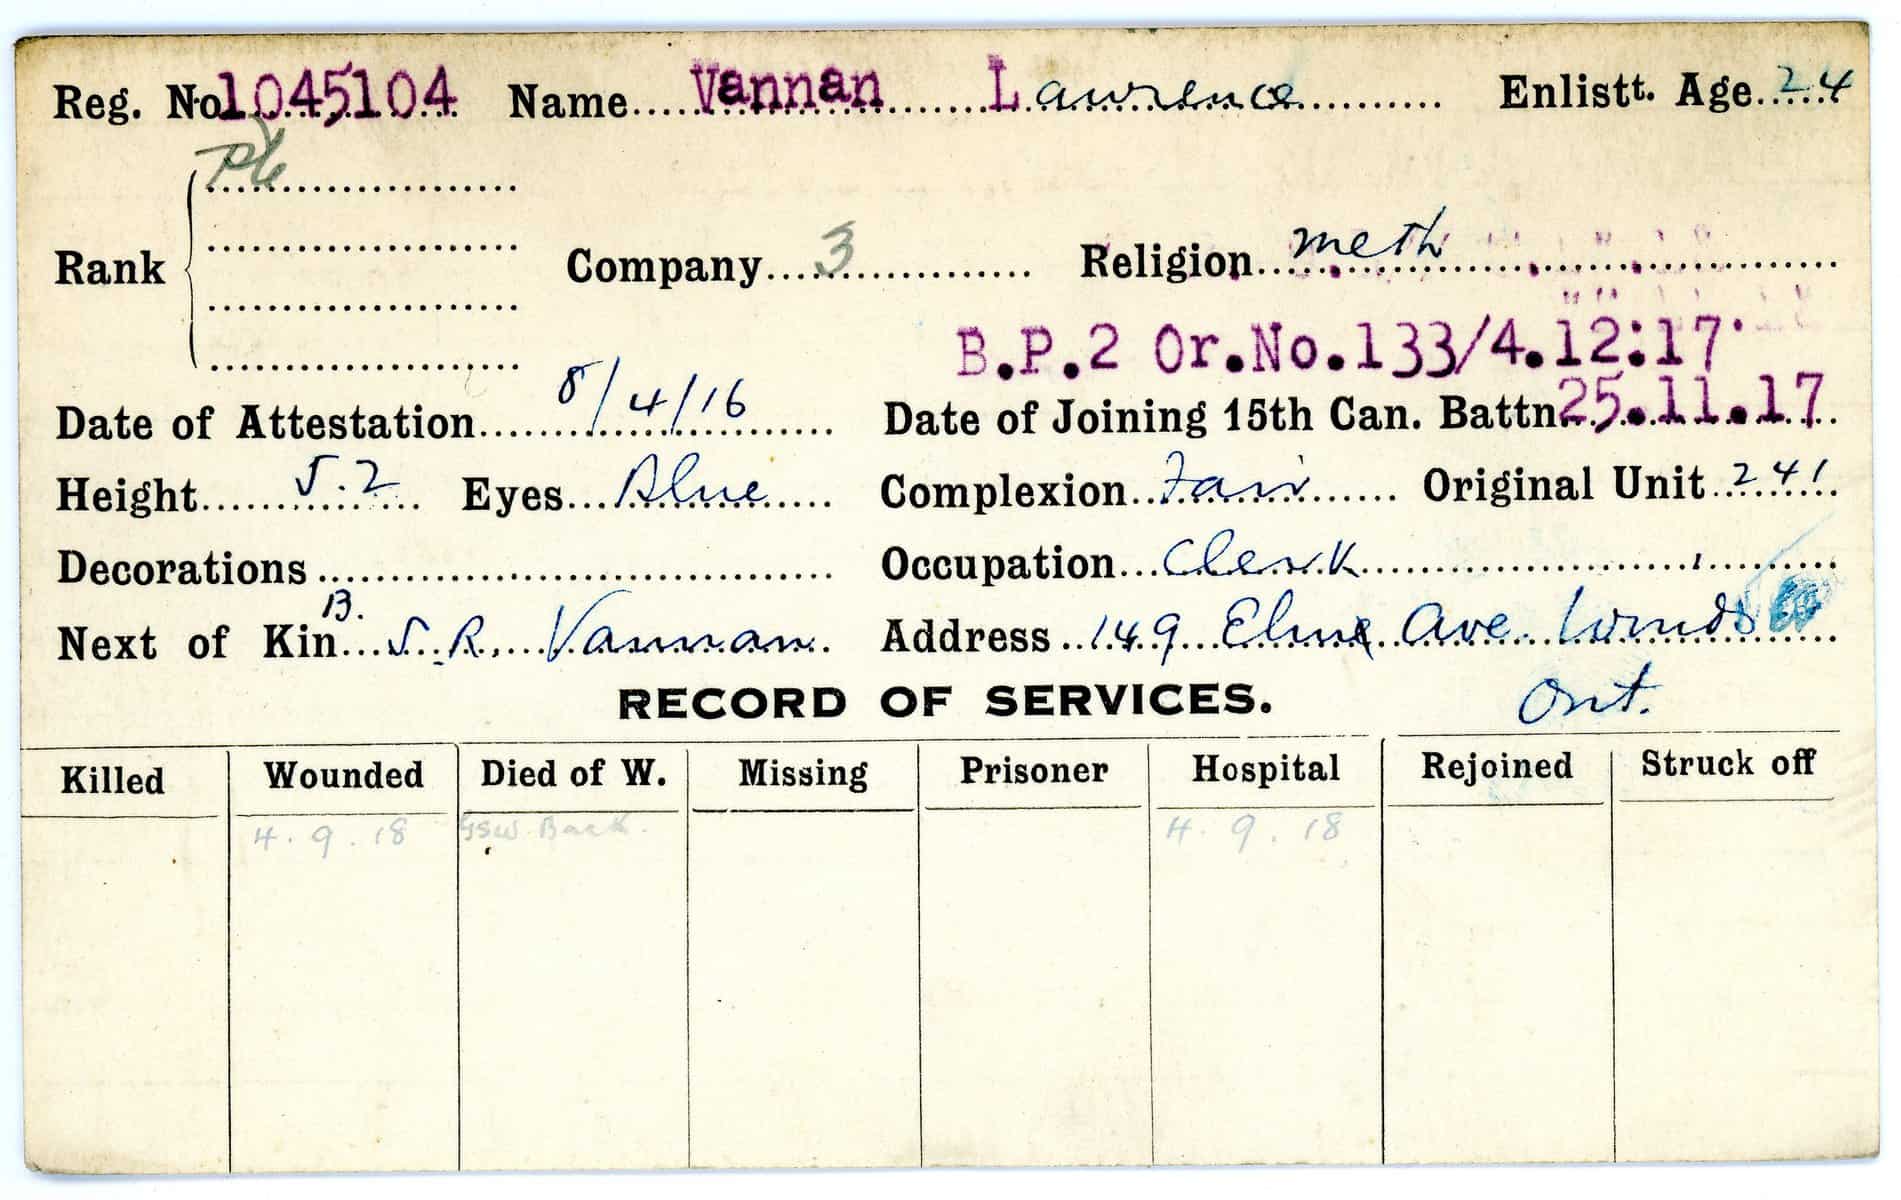 Reg. No. 1045104 Name Vannan Lawrence Enlistt. Age 24
Pte
Rank Company 3 Religion Meth
B.P.2 Or.No.133/4.12:17
Date of Attestation 8/4/16 Date of Joining 15th Can. Battn. 25.11.17
Height 5.2 Eyes Blue Complexion Fair Original Unit 241
Decorations Occupation Clerk
B.
Next of Kin S. R. Vannan Address 149 Elm Ave
Ont.
RECORD OF SERVICES.
Killed Wounded Died of W. Missing Prisoner Hospital Rejoined Struck off
4.9.18 GSW. Back. 4.9.18